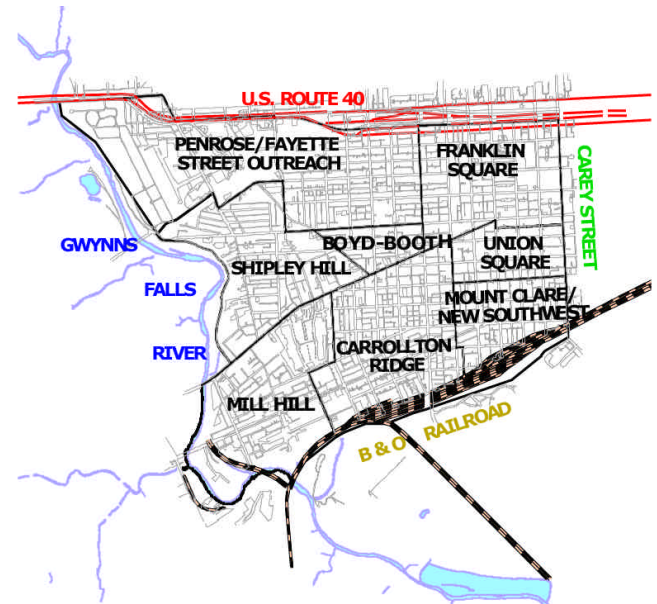 U.S. ROUTE 40
PENROSE/FAYETTE
STREET OUTREACH
FRANKLIN
SQUARE
CAREY STREET
GWYNNS
FALLS
RIVER
BOYD-BOOTH
SHIPLEY HILL
UNION
SQUARE
MOUNT CLARE/
NEW SOUTHWEST
CARROLLTON
RIDGE
MILL HILL
B & O RAILROAD